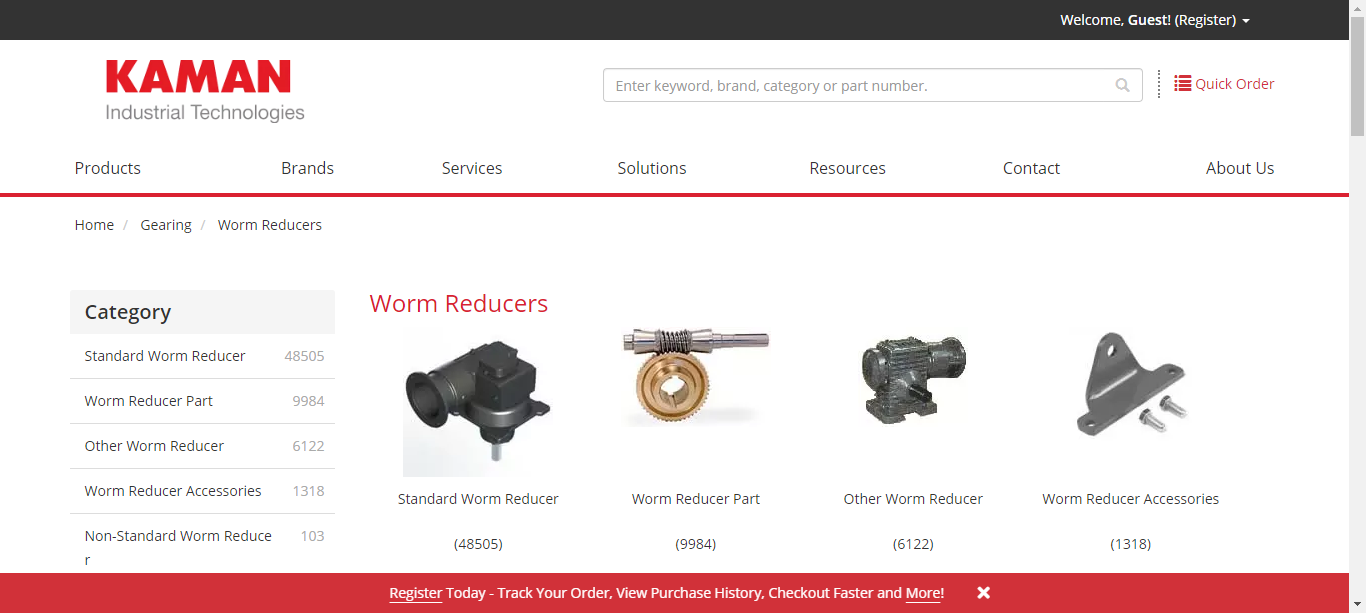 Welcome, Guest! (Register)
KAMAN
Industrial Technologies
Enter keyword, brand, category or part number.
Quick Order
Products Brands Services Solutions Resources Contact About Us
Home / Gearing / Worm Reducers
Category
Standard Worm Reducer 48505
Worm Reducer Part 9984
Other Worm Reducer 6122
Worm Reducer Accessories 1318
Non-Standard Worm Reduce 103
r
Worm Reducers
Standard Worm Reducer Worm Reducer Part Other Worm Reducer Worm Reducer Accessories
(48505) (9984) (6122) (1318)
Register Today - Track Your Order, View Purchase History, Checkout Faster and More!